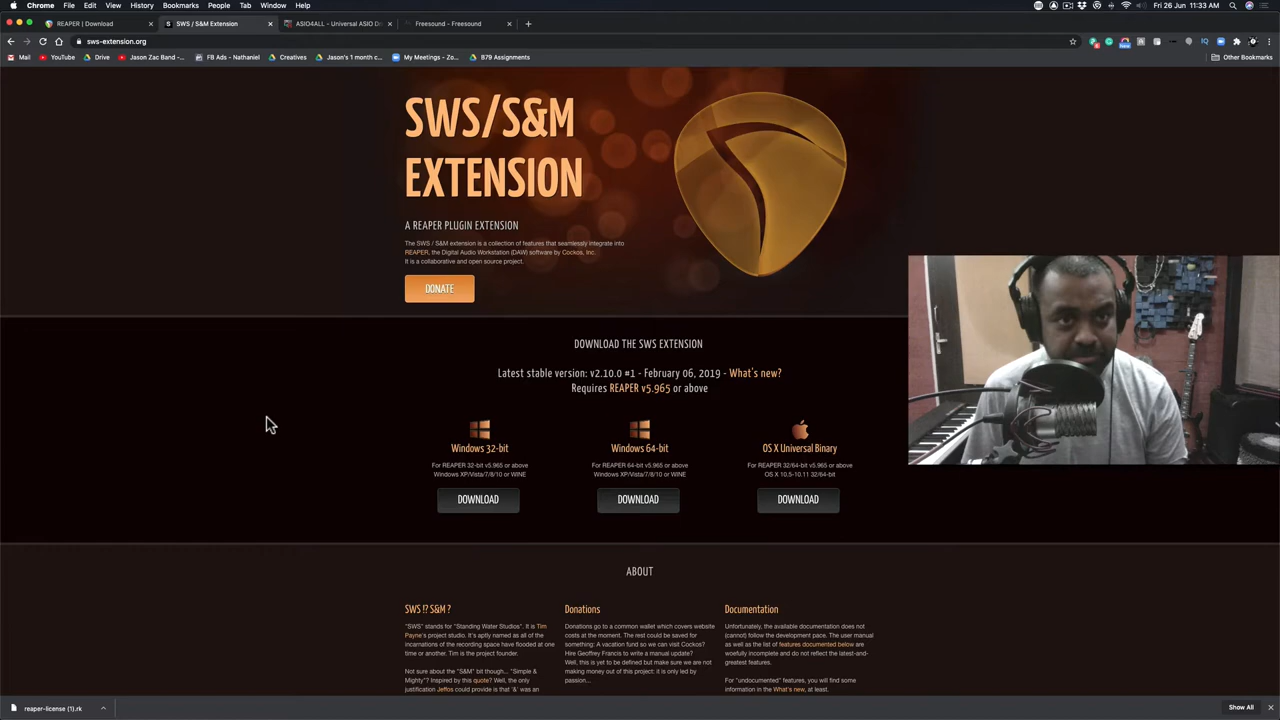 Chrome File Edit View History Bookmarks People Tab Window Help
Fri 26 Jun 11:33 AM
REAPER | Download
SWS / S&M Extension
ASIO4ALL – Universal ASIO Dr
Freesound - Freesound
sws-extension.org
Mail YouTube Drive Jason Zac Band -... FB Ads - Nathaniel Creatives Jason's 1 month c... My Meetings - Zo... B79 Assignments Other Bookmarks
SWS/S&M
EXTENSION
A REAPER PLUGIN EXTENSION
The SWS / S&M extension is a collection of features that seamlessly integrate into
REAPER, the Digital Audio Workstation (DAW) software by Cockos, Inc.
It is a collaborative and open source project.
DONATE
DOWNLOAD THE SWS EXTENSION
Latest stable version: v2.10.0 #1 - February 06, 2019 - What's new?
Requires REAPER v5.965 or above
Windows 32-bit
For REAPER 32-bit v5.965 or above
Windows XP/Vista/7/8/10 or WINE
DOWNLOAD
Windows 64-bit
For REAPER 64-bit v5.965 or above
Windows XP/Vista/7/8/10 or WINE
DOWNLOAD
OS X Universal Binary
For REAPER 32/64-bit v5.965 or above
OS X 10.5-10.11 32/64-bit
DOWNLOAD
ABOUT
SWS !? S&M ?
"SWS" stands for "Standing Water Studios". It is Tim
Payne's project studio. It's aptly named as all of the
incarnations of the recording space have flooded at one
time or another. Tim is the project founder.
Not sure about the "S&M" bit though... "Simple &
Mighty"? Inspired by this quote? Well, the only
justification Jeffos could provide is that '&' was an
Donations
Donations go to a common wallet which covers website
costs at the moment. The rest could be saved for
something: A vacation fund so we can visit Cockos?
Hire Geoffrey Francis to write a manual update?
Well, this is yet to be defined but make sure we are not
making money out of this project: it is only led by
passion...
Documentation
Unfortunately, the available documentation does not
(cannot) follow the development pace. The user manual
as well as the list of features documented below are
woefully incomplete and do not reflect the latest-and-
greatest features.
For "undocumented" features, you will find some
information in the What's new, at least.
reaper-license (1).rk
Show All